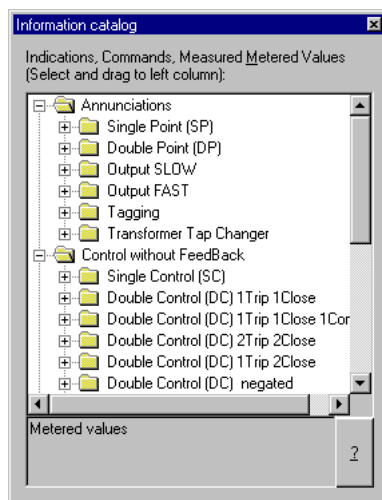 Information catalog
Indications, Commands, Measured Metered Values
(Select and drag to left column):
Annunciations
Single Point (SP)
Double Point (DP)
Output SLOW
Output FAST
Tagging
Transformer Tap Changer
Control without FeedBack
Single Control (SC)
Double Control (DC) 1Trip 1Close
Double Control (DC) 1Trip 1Close 1Cor
Double Control (DC) 2Trip 2Close
Double Control (DC) 1Trip 2Close
Double Control (DC) negated
Metered values
?